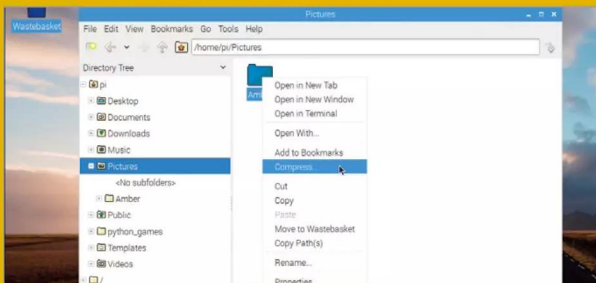 Pictures
Wastebasket
File Edit View Bookmarks Go Tools Help
/home/pi/Pictures
Directory Tree
pi
Desktop
Documents
Downloads
Music
Pictures
<No subfolders>
Amber
Public
python_games
Templates
Videos
/
Open in New Tab
Open in New Window
Open in Terminal
Open With...
Add to Bookmarks
Compress...
Cut
Copy
Paste
Move to Wastebasket
Copy Path(s)
Rename...
Properties